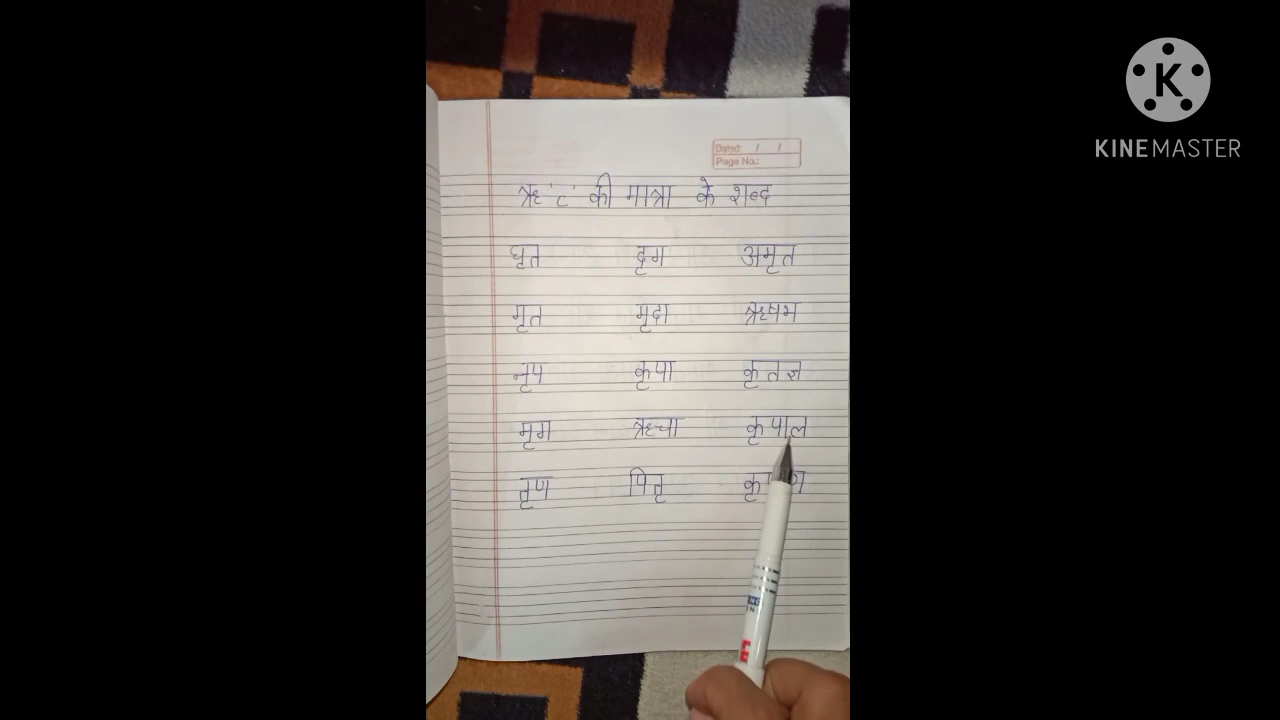 K
KINEMASTER
Dated: / /
Page No.:
ऋ 'ृ' की मात्रा के शब्द
घृत दृग अमृत
मृत मृदा ऋषभ
नृप कृपा कृतज्ञ
मृग ऋचा कृपाल
तृण पितृ